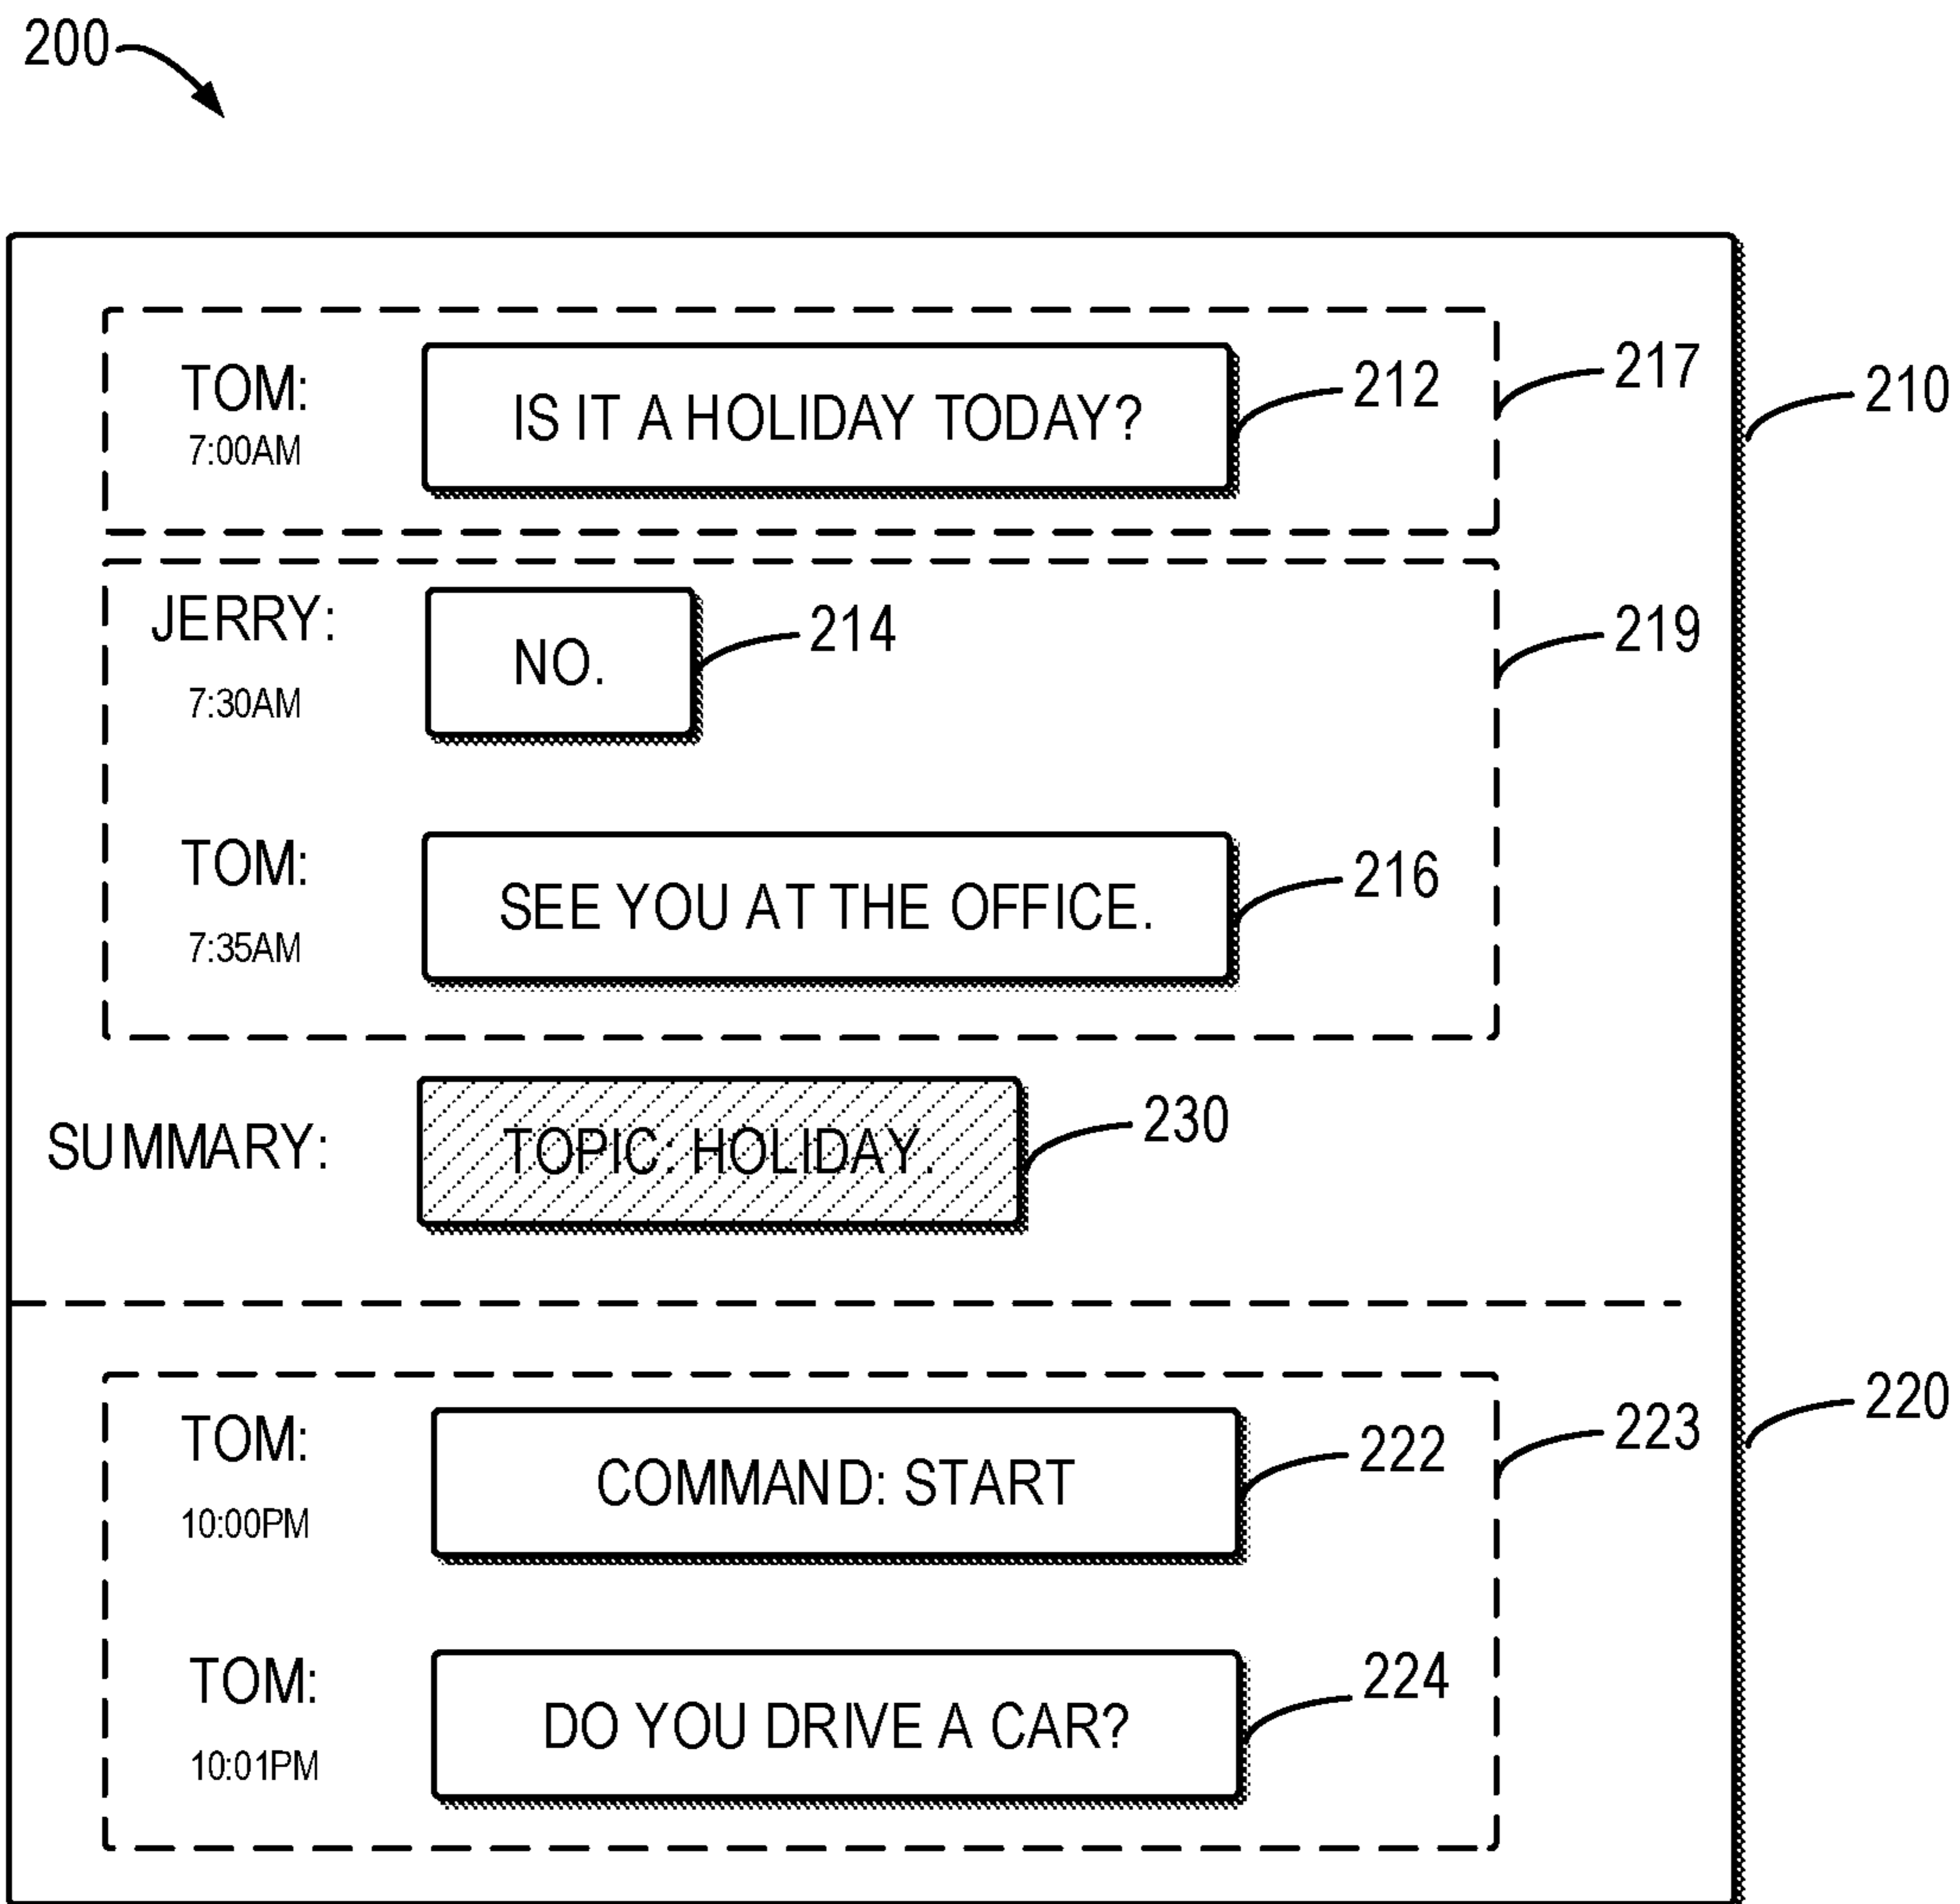 200
TOM:
7:00AM
IS IT A HOLIDAY TODAY?
212
217
210
JERRY:
7:30AM
NO.
214
219
TOM:
7:35AM
SEE YOU AT THE OFFICE.
216
SUMMARY:
TOPIC: HOLIDAY.
230
TOM:
10:00PM
COMMAND: START
222
223
220
TOM:
10:01PM
DO YOU DRIVE A CAR?
224